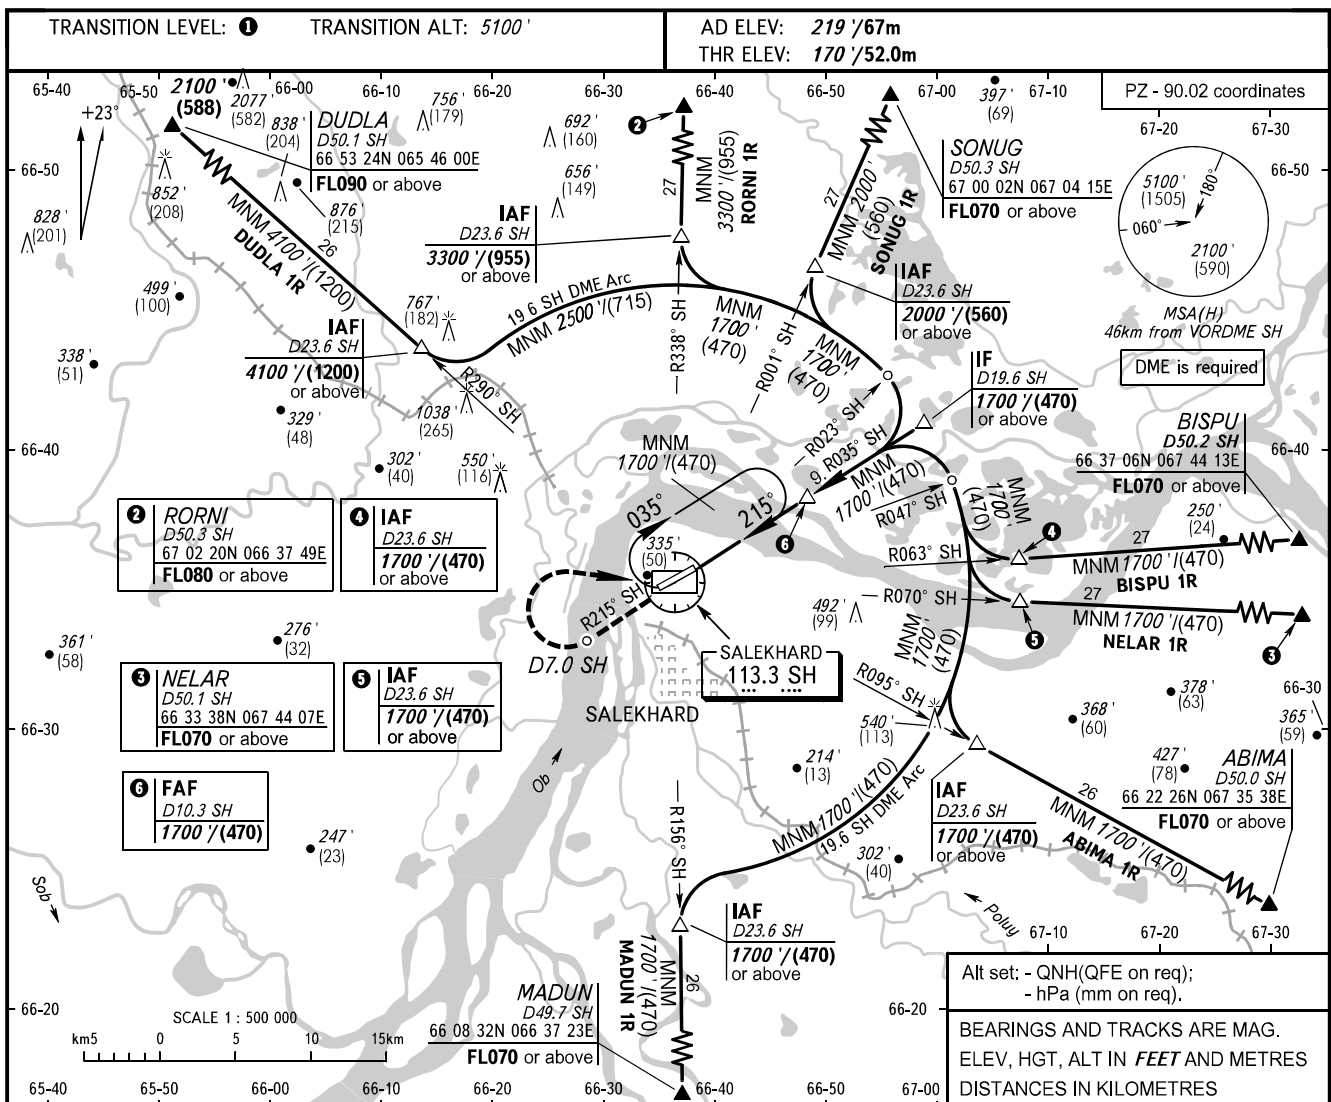 TRANSITION LEVEL: ❶ TRANSITION ALT: 5100 '
AD ELEV: 219 '/67m
THR ELEV: 170 '/52.0m
65-40 65-50 66-00 66-10 66-20 66-30 66-40 66-50 67-00 67-10
PZ - 90.02 coordinates
67-20 67-30
+23°
2100 '
(588)
2077 '
(582)
838 '
(204)
756 '
(179)
692 '
(160)
656 '
(149)
397 '
(69)
DUDLA
D50.1 SH
66 53 24N 065 46 00E
FL090 or above
❷
27
MNM
3300 '/(955)
RORNI 1R
27
MNM 2000 '
(560)
SONUG 1R
SONUG
D50.3 SH
67 00 02N 067 04 15E
FL070 or above
66-50
66-50
5100 '
(1505)
180°
060°
2100 '
(590)
MSA(H)
46km from VORDME SH
DME is required
852 '
(208)
828 '
(201)
876 '
(215)
26
MNM 4100 '/(1200)
DUDLA 1R
IAF
D23.6 SH
3300 '/(955)
or above
IAF
D23.6 SH
2000 '/(560)
or above
499 '
(100)
767 '
(182)
338 '
(51)
IAF
D23.6 SH
4100 '/(1200)
or above
19.6 SH DME Arc
MNM 2500 '/(715)
R338° SH
MNM
1700 '
(470)
R001° SH
MNM
1700 '
(470)
IF
D19.6 SH
1700 '/(470)
or above
R290° SH
1038 '
(265)
329 '
(48)
302 '
(40)
550 '
(116)
66-40
66-40
BISPU
D50.2 SH
66 37 06N 067 44 13E
FL070 or above
250 '
(24)
MNM
1700 '/(470)
R023° SH
9. R035° SH
MNM
1700 '/(470)
R047° SH
MNM
1700 '
(470)
035°
215°
❻
R063° SH
❹
27
MNM1700 '/(470)
BISPU 1R
R070° SH
❺
27
MNM1700 '/(470)
NELAR 1R
❸
❷ RORNI
D50.3 SH
67 02 20N 066 37 49E
FL080 or above
❹ IAF
D23.6 SH
1700 '/(470)
or above
335 '
(50)
R215° SH
D7.0 SH
492 '
(99)
MNM
1700 '
(470)
361 '
(58)
276 '
(32)
SALEKHARD
113.3 SH
SALEKHARD
❸ NELAR
D50.1 SH
66 33 38N 067 44 07E
FL070 or above
❺ IAF
D23.6 SH
1700 '/(470)
or above
R095° SH
540 '
(113)
378 '
(63)
368 '
(60)
66-30
66-30
365 '
(59)
427 '
(78)
ABIMA
D50.0 SH
66 22 26N 067 35 38E
FL070 or above
❻ FAF
D10.3 SH
1700 '/(470)
Ob
214 '
(13)
R156° SH
MNM1700 '/(470)
19.6 SH DME Arc
IAF
D23.6 SH
1700 '/(470)
or above
26
MNM 1700 '/(470)
ABIMA 1R
247 '
(23)
302 '
(40)
Sob
Poluy
67-10 67-20 67-30
IAF
D23.6 SH
1700 '/(470)
or above
26
MNM
1700 '/(470)
MADUN 1R
MADUN
D49.7 SH
66 08 32N 066 37 23E
FL070 or above
66-20
66-20
SCALE 1 : 500 000
km5 0 5 10 15km
Alt set: - QNH(QFE on req);
- hPa (mm on req).
BEARINGS AND TRACKS ARE MAG.
ELEV, HGT, ALT IN FEET AND METRES
DISTANCES IN KILOMETRES
65-40 65-50 66-00 66-10 66-20 66-30 66-40 66-50 67-00